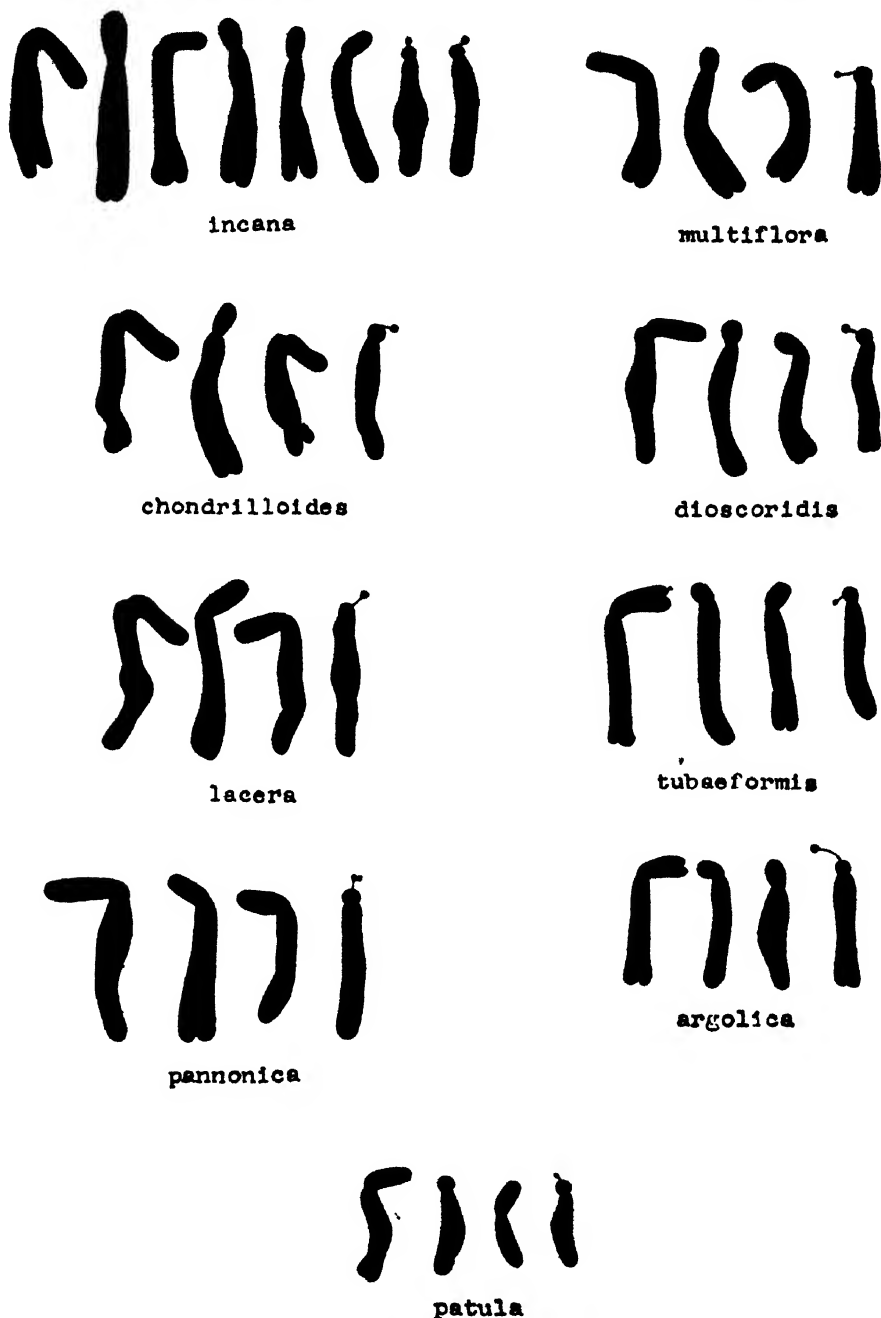 incana
multiflora
chondrilloides
dioscoridis
lacera
tubaeformis
pannonica
argolica
patula